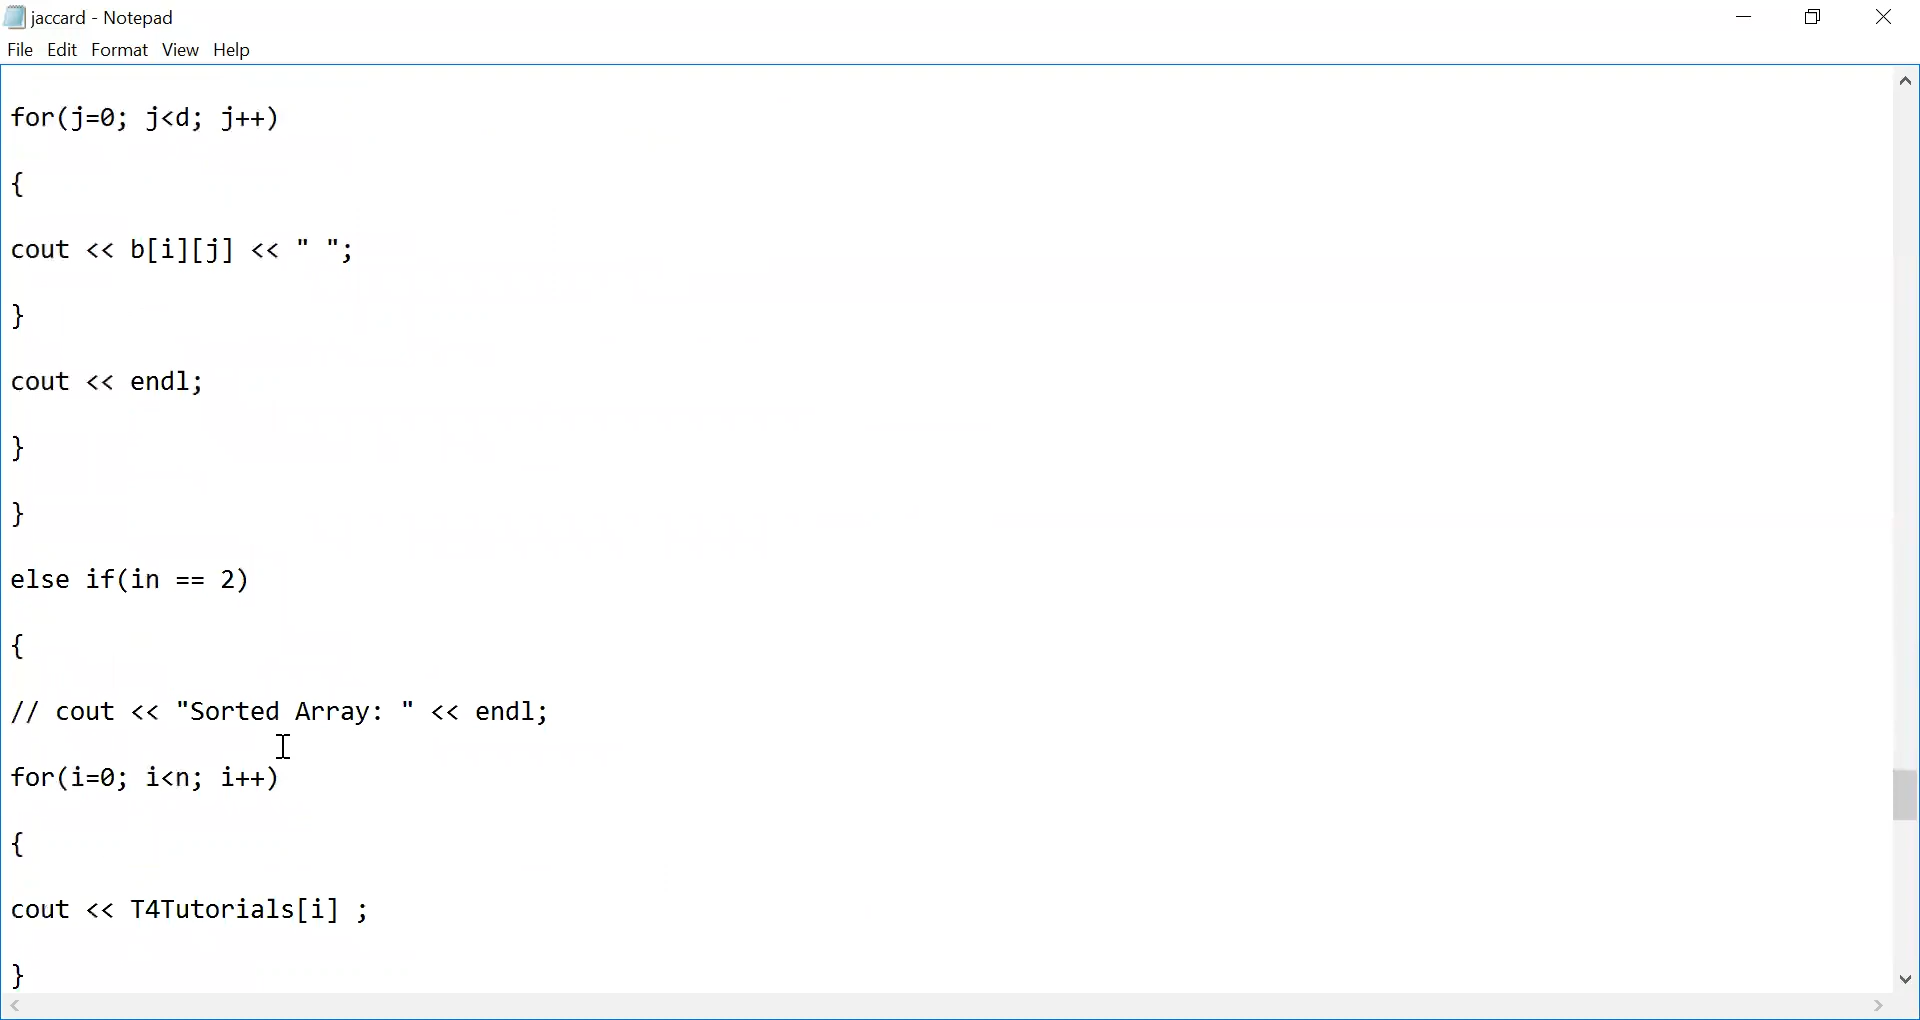 jaccard - Notepad
File Edit Format View Help
for(j=0; j<d; j++)
{
cout << b[i][j] << " ";
}
cout << endl;
}
}
else if(in == 2)
{
// cout << "Sorted Array: " << endl;
for(i=0; i<n; i++)
{
cout << T4Tutorials[i] ;
}